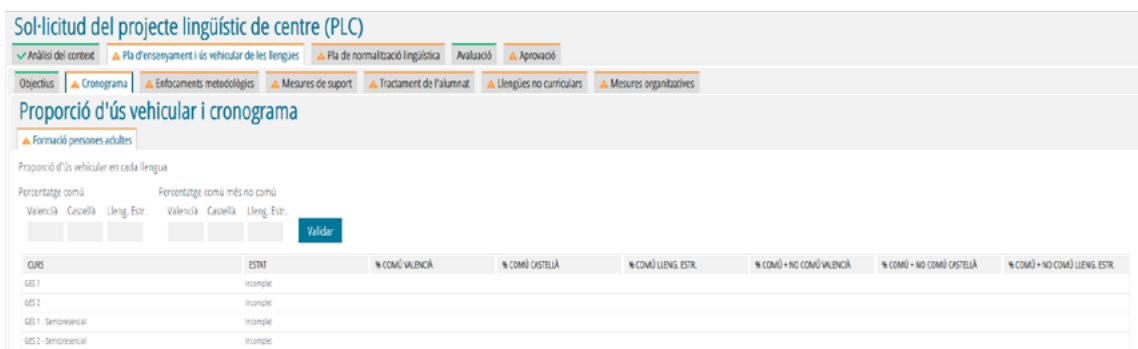 Sol·licitud del projecte lingüístic de centre (PLC)
Anàlisi del context Pla d'ensenyament i ús vehicular de les llengües Pla de normalització lingüística Avaluació Aprovació
Objectius Cronograma Enfocaments metodològics Mesures de suport Tractament de l'alumnat Llengües no curriculars Mesures organitzatives
Proporció d'ús vehicular i cronograma
Formació persones adultes
Proporció d'ús vehicular en cada llengua
Percentatge comú Percentatge comú més no comú
Valencià Castellà Lleng. Estr. Valencià Castellà Lleng. Estr.
Validar
CURS ESTAT % COMÚ VALENCIÀ % COMÚ CASTELLÀ % COMÚ LLENG. ESTR. % COMÚ + NO COMÚ VALENCIÀ % COMÚ + NO COMÚ CASTELLÀ % COMÚ + NO COMÚ LLENG. ESTR.
GES 1 Incomplet
GES 2 Incomplet
GES 1 - Semipresencial Incomplet
GES 2 - Semipresencial Incomplet